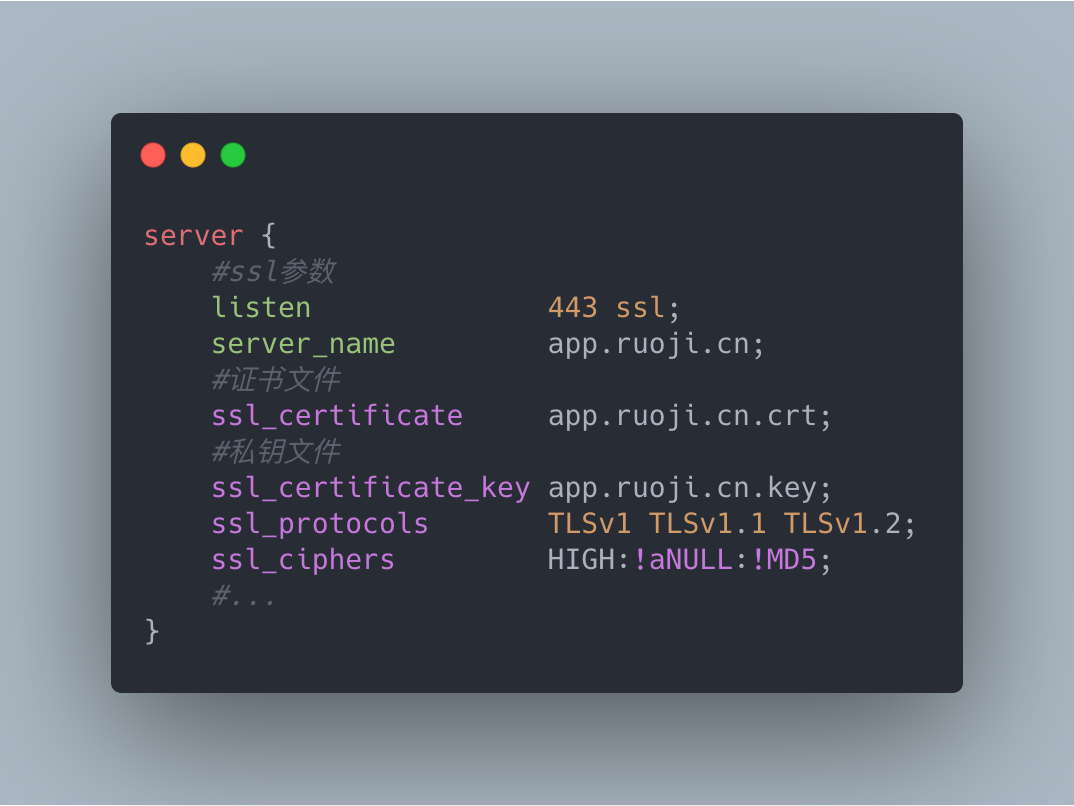 server {
    #ssl参数
    listen              443 ssl;
    server_name         app.ruoji.cn;
    #证书文件
    ssl_certificate     app.ruoji.cn.crt;
    #私钥文件
    ssl_certificate_key app.ruoji.cn.key;
    ssl_protocols       TLSv1 TLSv1.1 TLSv1.2;
    ssl_ciphers         HIGH:!aNULL:!MD5;
    #...
}